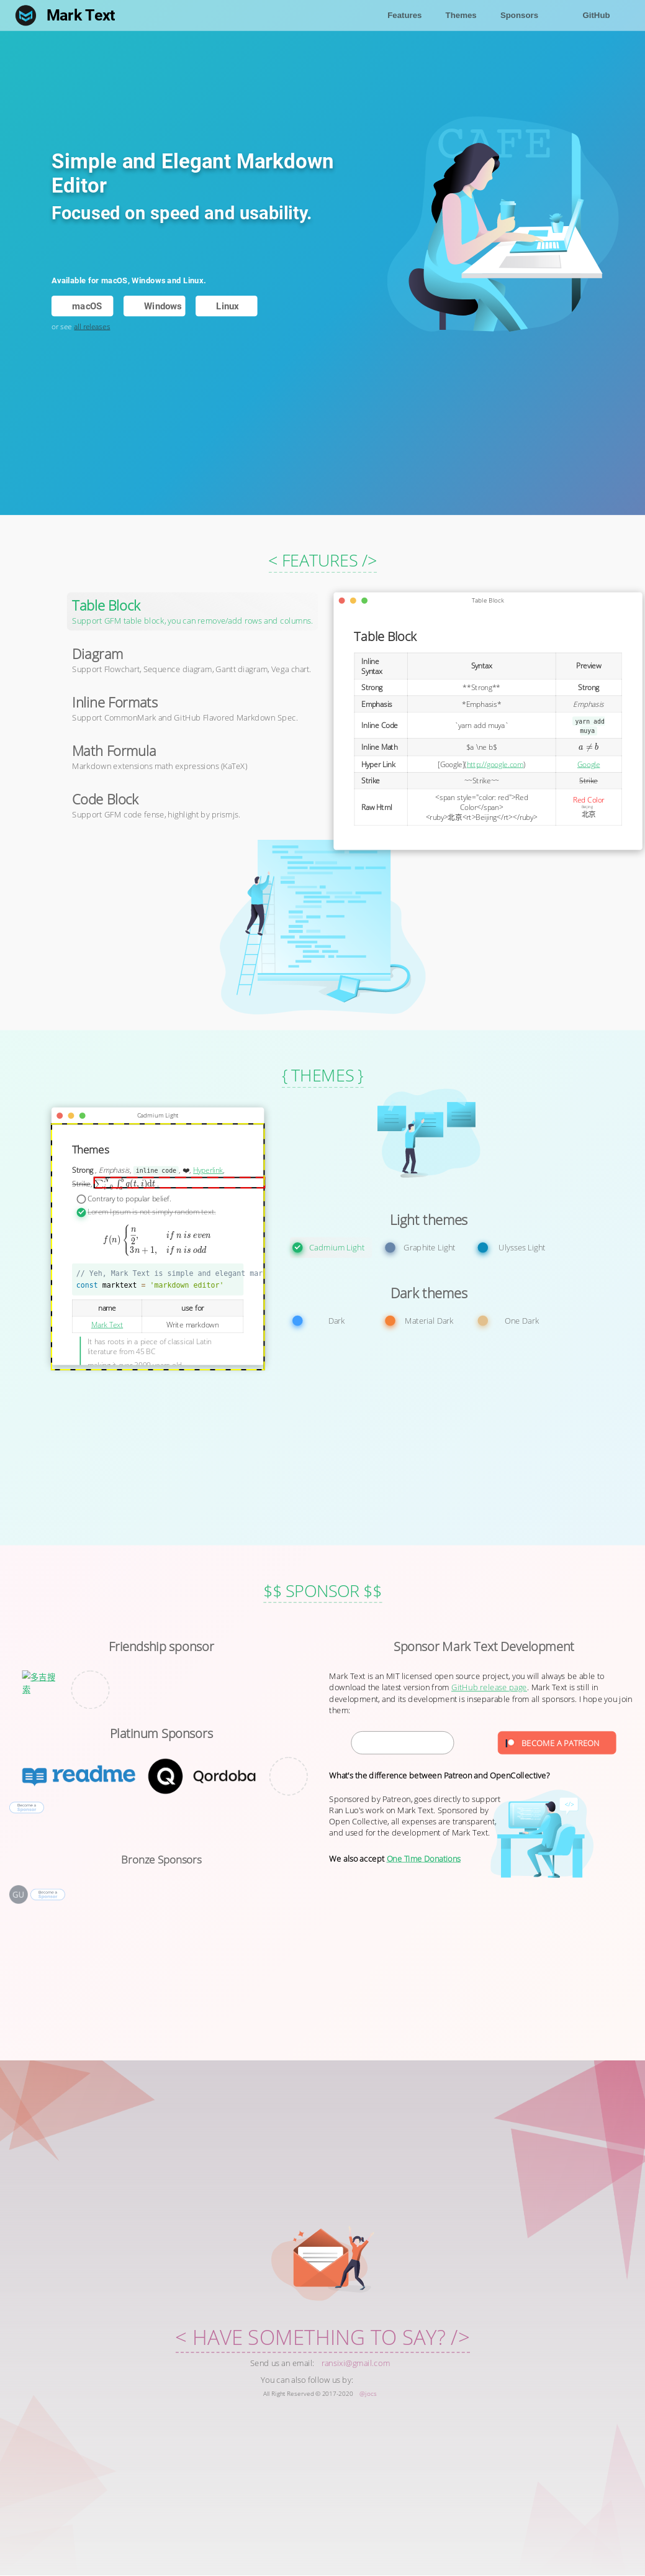 Mark Text
Features
Themes
Sponsors
GitHub
CAFE
Simple and Elegant Markdown
Editor
Focused on speed and usability.
Available for macOS, Windows and Linux.
macOS
Windows
Linux
or see all releases
< FEATURES />
Table Block
Support GFM table block, you can remove/add rows and columns.
Diagram
Support Flowchart, Sequence diagram, Gantt diagram, Vega chart.
Inline Formats
Support CommonMark and GitHub Flavored Markdown Spec.
Math Formula
Markdown extensions math expressions (KaTeX)
Code Block
Support GFM code fense, highlight by prismjs.
Table Block
Table Block
Inline Syntax
Syntax
Preview
Strong
**Strong**
Strong
Emphasis
*Emphasis*
Emphasis
Inline Code
`yarn add muya`
yarn add muya
Inline Math
$a \ne b$
a ≠ b
Hyper Link
[Google](http://google.com)
Google
Strike
~~Strike~~
Strike
Raw Html
<span style="color: red">Red
Color</span>
<ruby>北京<rt>Beijing</rt></ruby>
Red Color
Beijing
北京
{ THEMES }
Cadmium Light
Themes
Strong , Emphasis, inline code , ❤️, Hyperlink,
Strike,
Contrary to popular belief.
Lorem Ipsum is not simply random text.
f(n) { n/2, if n is even
3n + 1, if n is odd
// Yeh, Mark Text is simple and elegant mar
const marktext = 'markdown editor'
name
use for
Mark Text
Write markdown
It has roots in a piece of classical Latin
literature from 45 BC
Light themes
Cadmium Light
Graphite Light
Ulysses Light
Dark themes
Dark
Material Dark
One Dark
$$ SPONSOR $$
Friendship sponsor
多吉搜
索
Platinum Sponsors
readme
Qordoba
Become a
Sponsor
Bronze Sponsors
GU
Become a
Sponsor
Sponsor Mark Text Development
Mark Text is an MIT licensed open source project, you will always be able to
download the latest version from GitHub release page. Mark Text is still in
development, and its development is inseparable from all sponsors. I hope you join
them:
BECOME A PATREON
What's the difference between Patreon and OpenCollective?
Sponsored by Patreon, goes directly to support
Ran Luo's work on Mark Text. Sponsored by
Open Collective, all expenses are transparent,
and used for the development of Mark Text.
We also accept One Time Donations
< HAVE SOMETHING TO SAY? />
Send us an email: ransixi@gmail.com
You can also follow us by:
All Right Reserved © 2017-2020 @Jocs